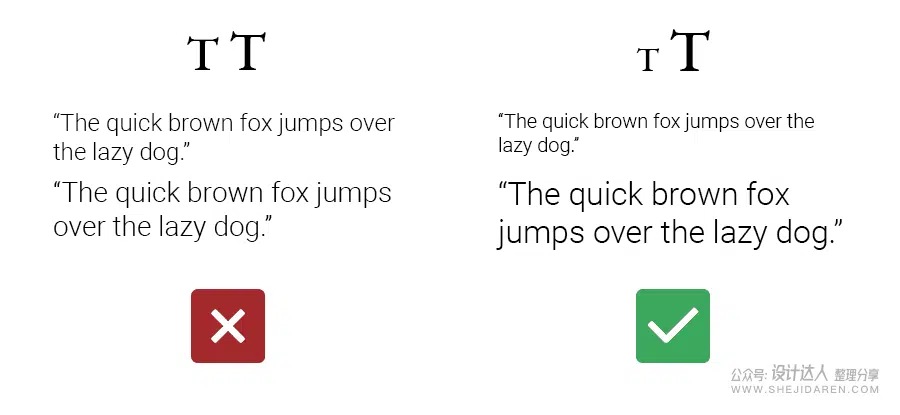 T T
“The quick brown fox jumps over
the lazy dog.”
“The quick brown fox jumps
over the lazy dog.”
T T
“The quick brown fox jumps over the
lazy dog.”
“The quick brown fox
jumps over the lazy dog.”
公众号: 设计达人 整理分享
WWW.SHEJIDAREN.COM